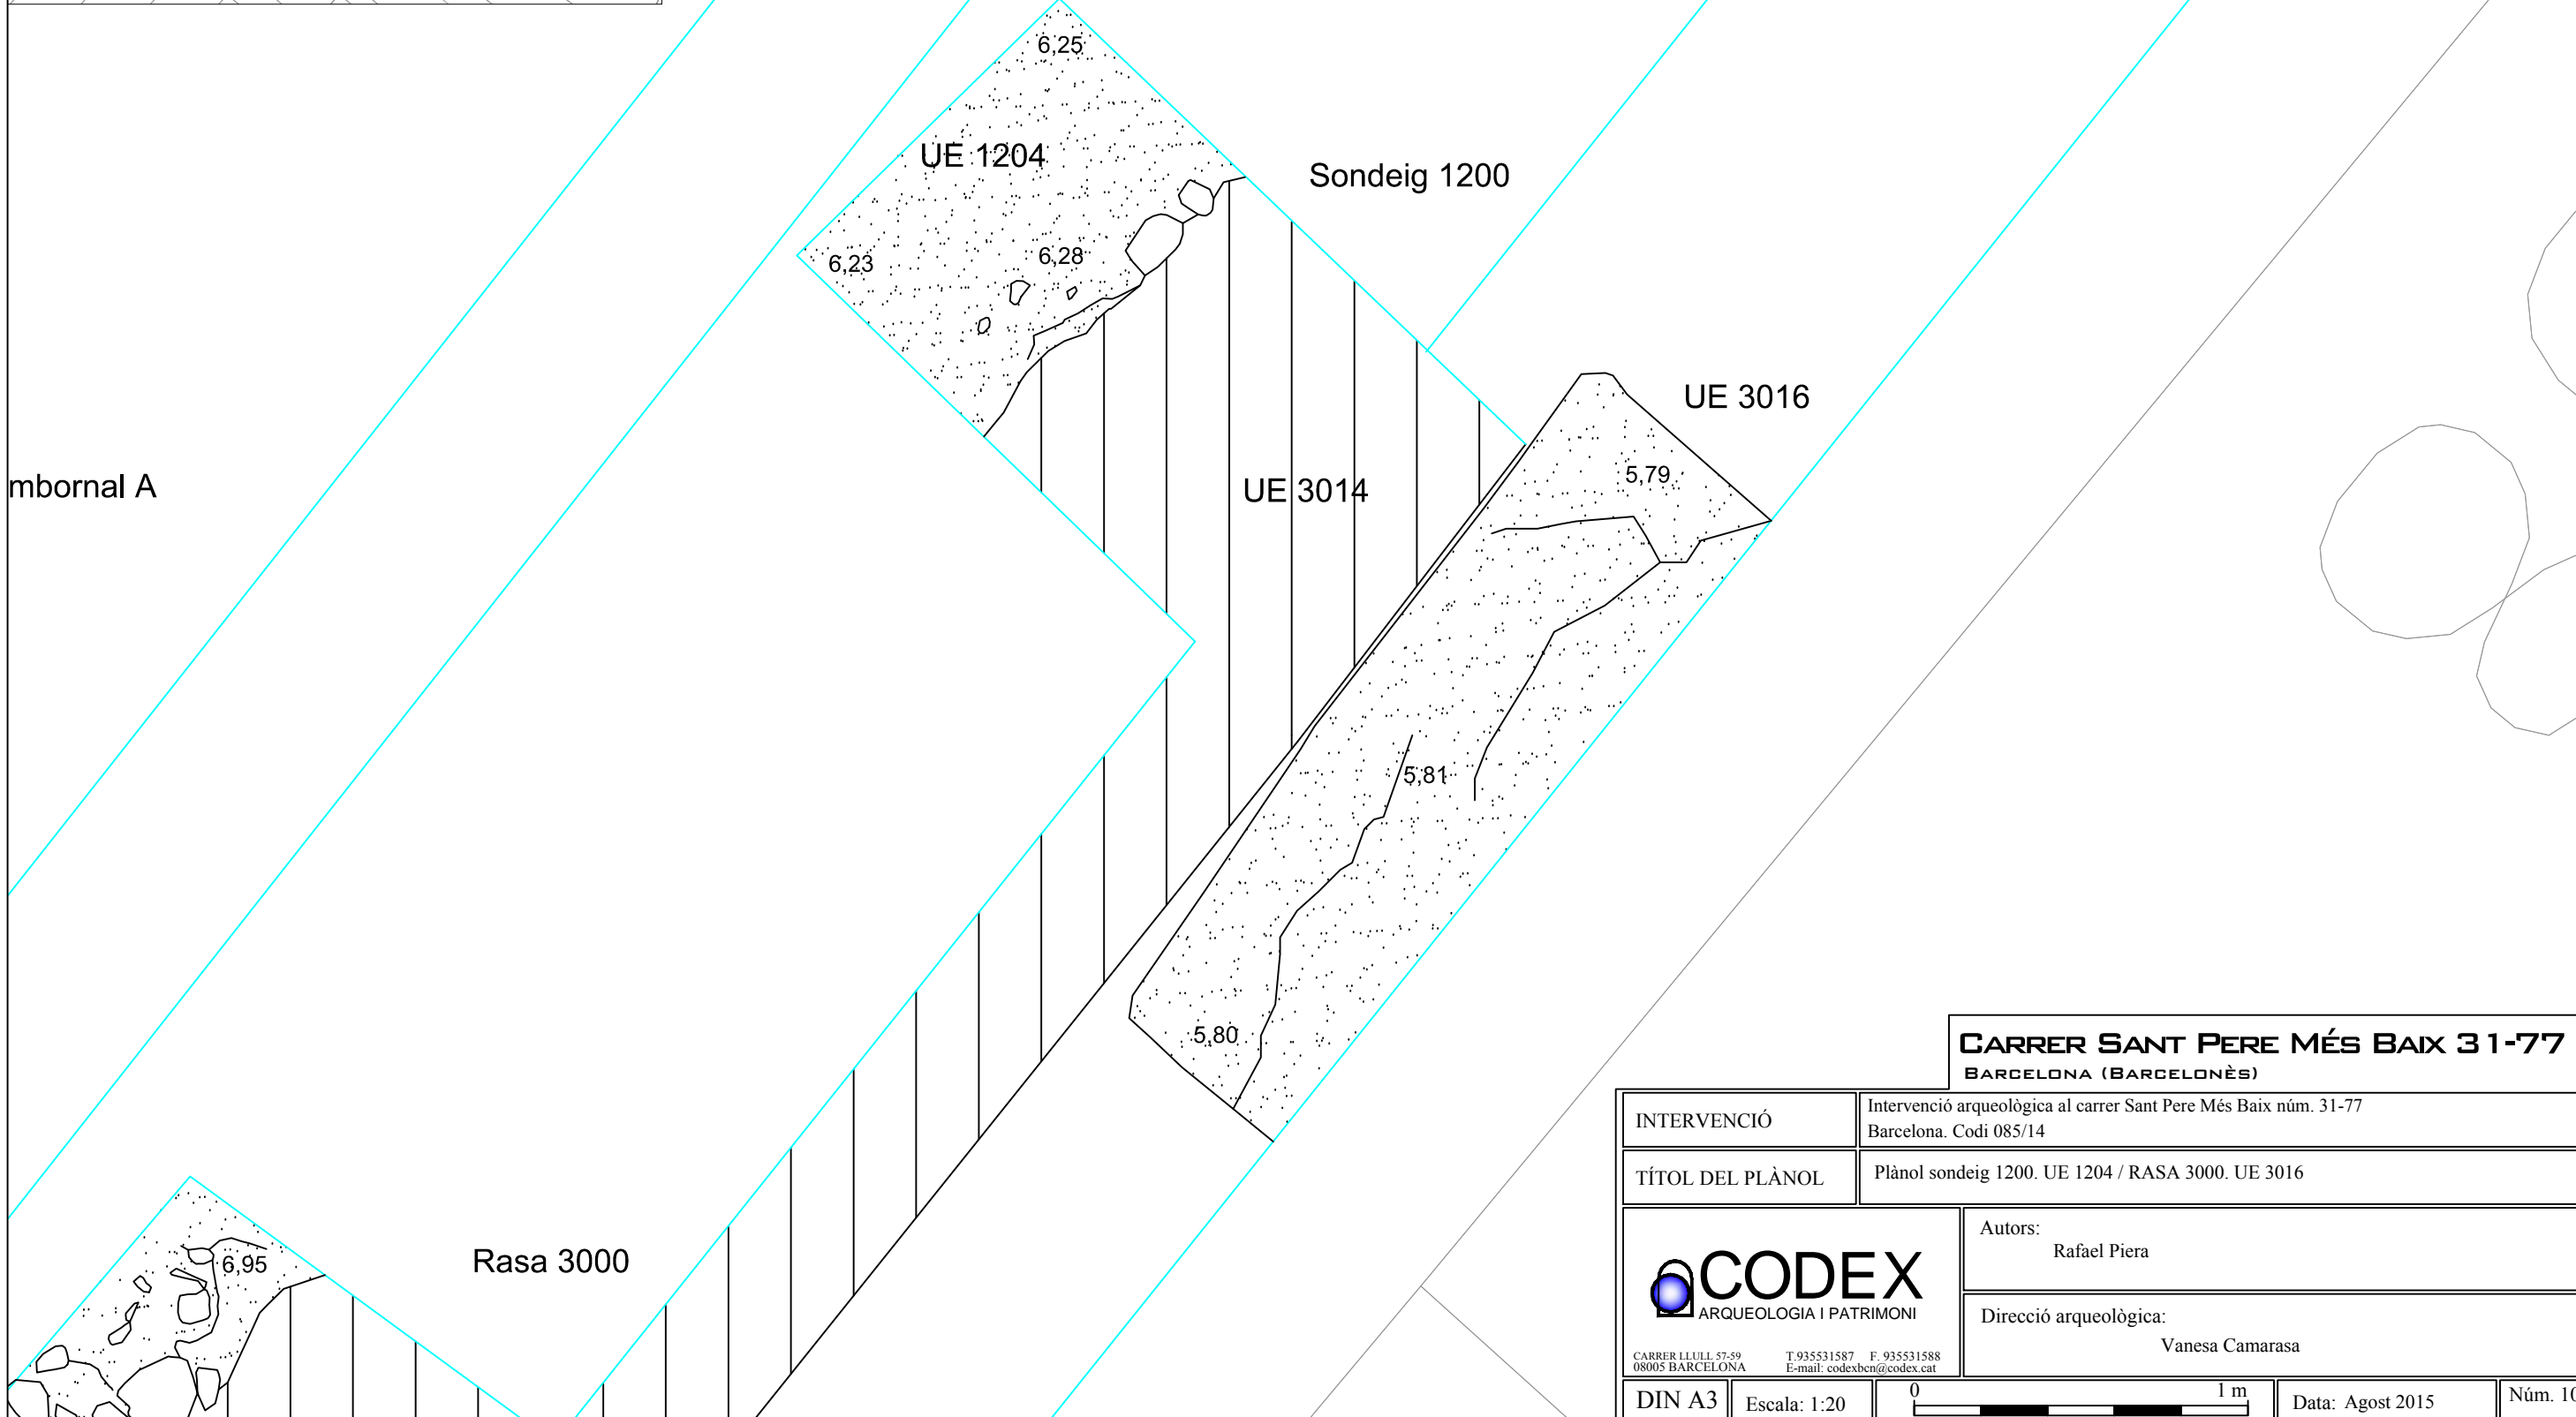 6,25
UE 1204
Sondeig 1200
6,23
6,28
UE 3016
5,79
mbornal A
UE 3014
5,81
5,80
Rasa 3000
6,95
CARRER SANT PERE MÉS BAIX 31-77
BARCELONA (BARCELONÈS)
INTERVENCIÓ
Intervenció arqueològica al carrer Sant Pere Més Baix núm. 31-77
Barcelona. Codi 085/14
TÍTOL DEL PLÀNOL
Plànol sondeig 1200. UE 1204 / RASA 3000. UE 3016
CODEX
ARQUEOLOGIA I PATRIMONI
CARRER LLULL 57-59
08005 BARCELONA
T.935531587 F. 935531588
E-mail: codexbcn@codex.cat
Autors:
Rafael Piera
Direcció arqueològica:
Vanesa Camarasa
DIN A3
Escala: 1:20
0 1 m
Data: Agost 2015
Núm. 10